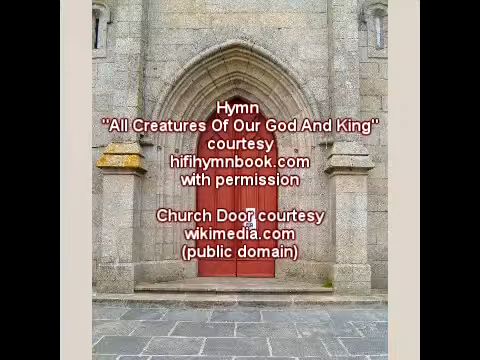 Hymn
"All Creatures Of Our God And King"
courtesy
hifihymnbook.com
with permission
Church Door courtesy
wikimedia.com
(public domain)